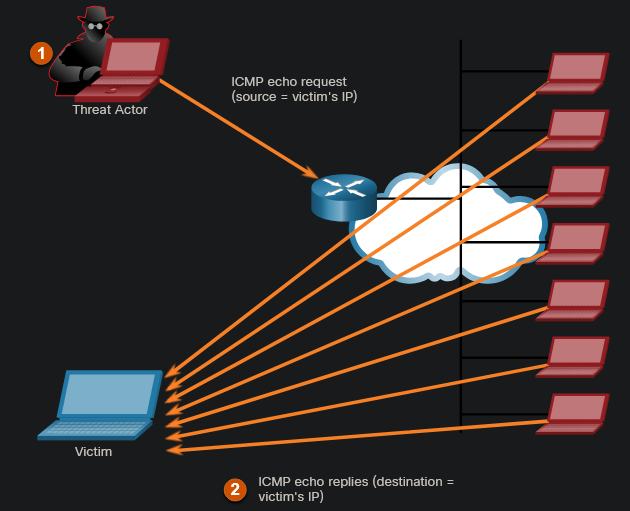 1
Threat Actor
ICMP echo request
(source = victim's IP)
Victim
2
ICMP echo replies (destination =
victim's IP)